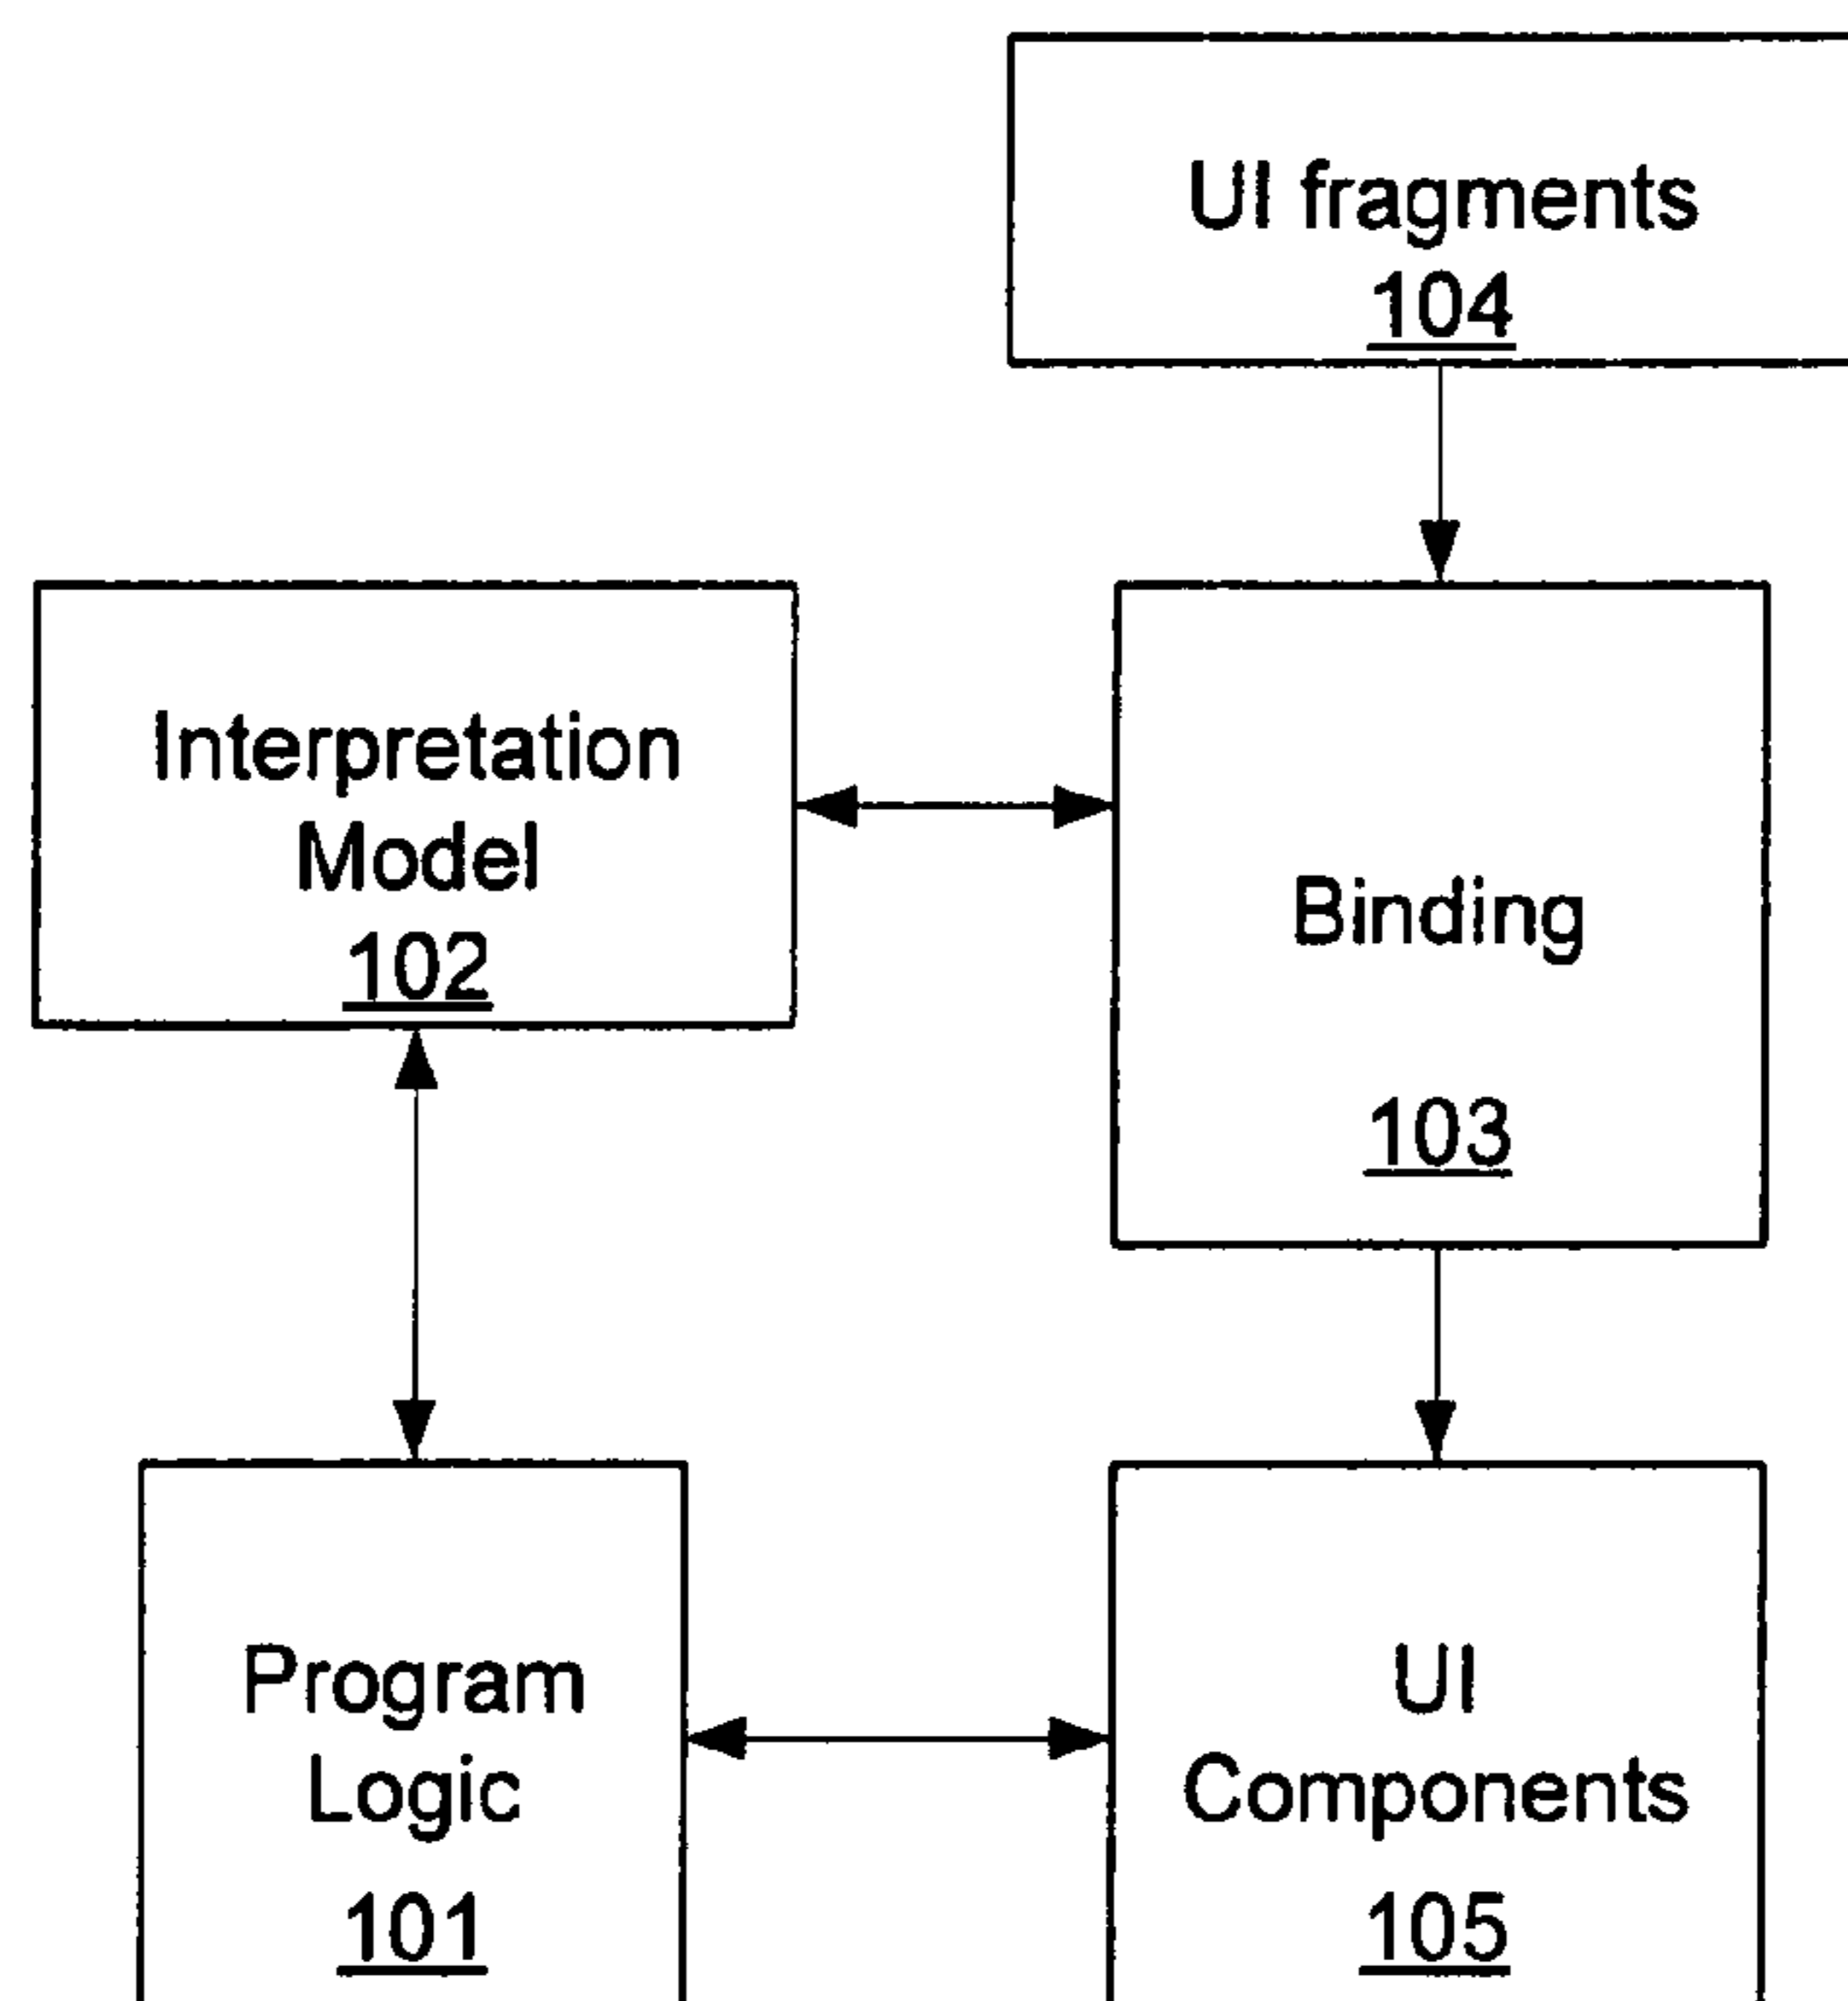 UI fragments
104
Interpretation
Model
102
Binding
103
Program
Logic
101
UI
Components
105